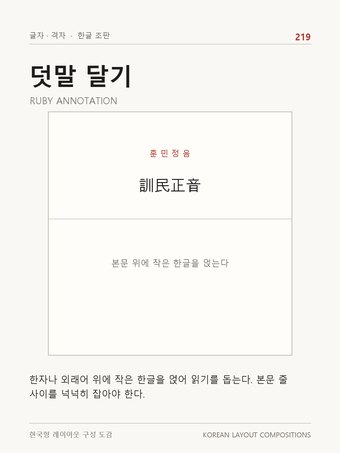 글자 · 격자 · 한글 조판
219
덧말 달기
RUBY ANNOTATION
훈민정음
訓民正音
본문 위에 작은 한글을 얹는다
한자나 외래어 위에 작은 한글을 얹어 읽기를 돕는다. 본문 줄
사이를 넉넉히 잡아야 한다.
한국형 레이아웃 구성 도감
KOREAN LAYOUT COMPOSITIONS